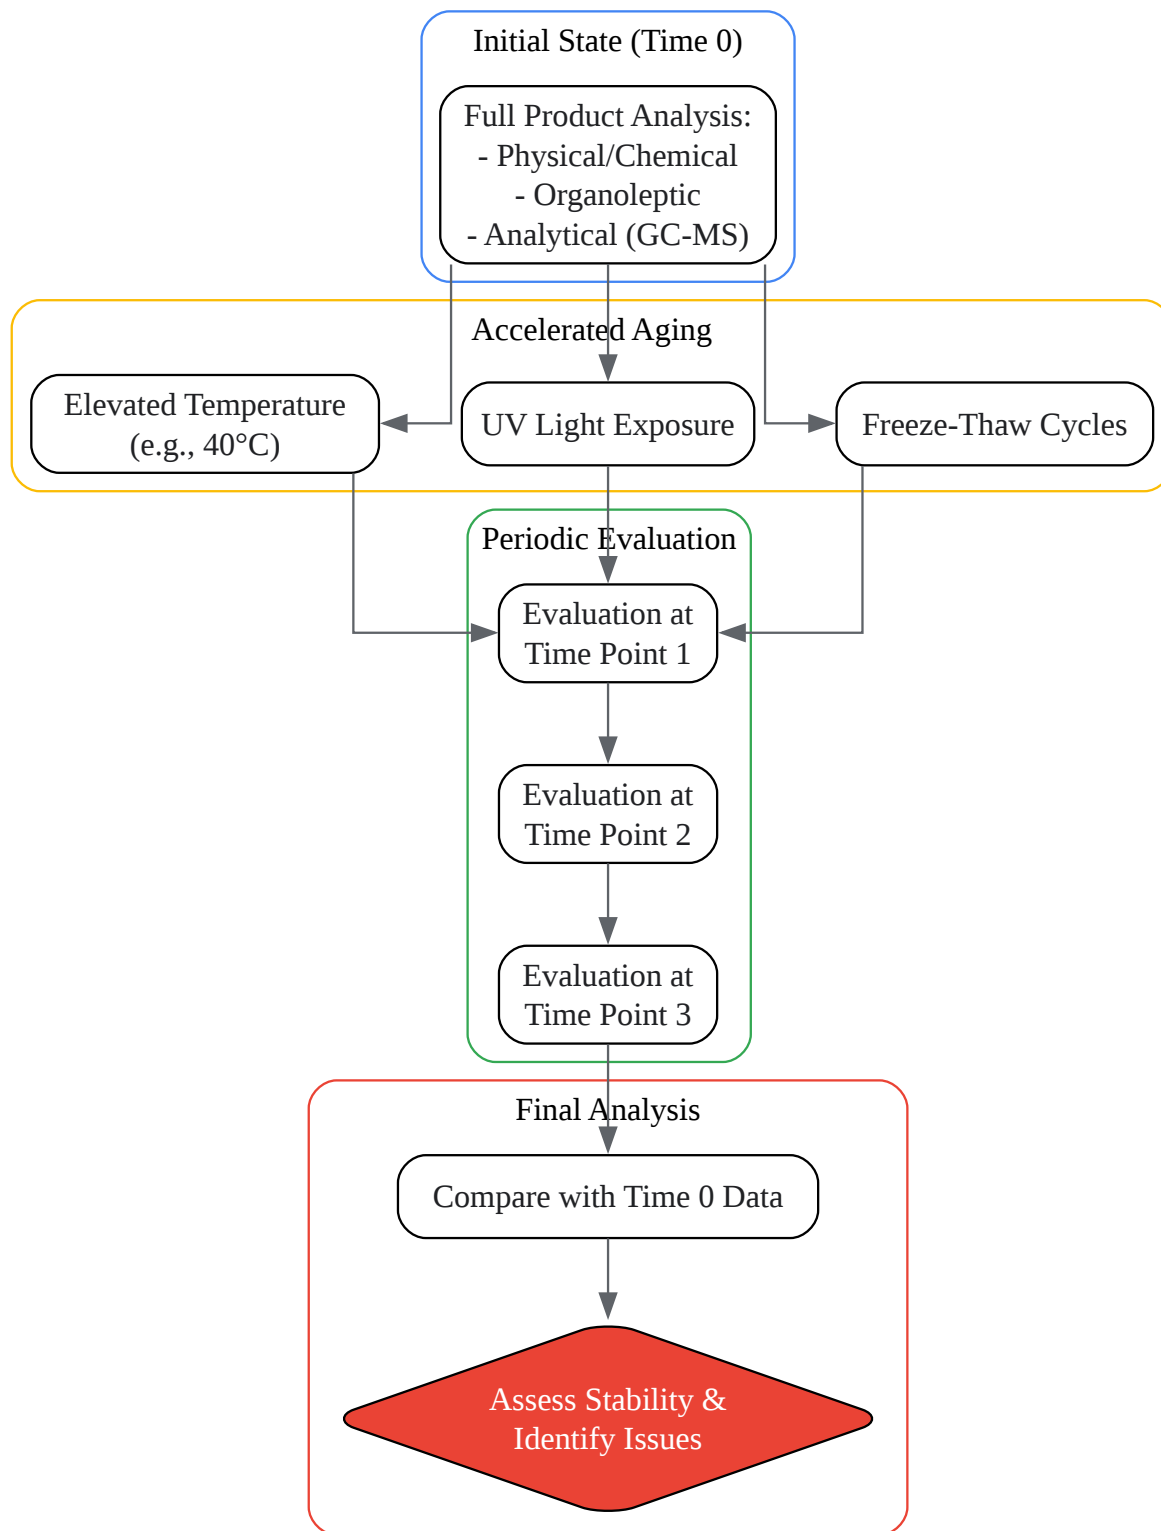 Initial State (Time 0)
Full Product Analysis:
- Physical/Chemical
- Organoleptic
- Analytical (GC-MS)
Accelerated Aging
Elevated Temperature
(e.g., 40°C)
UV Light Exposure
Freeze-Thaw Cycles
Periodic Evaluation
Evaluation at
Time Point 1
Evaluation at
Time Point 2
Evaluation at
Time Point 3
Final Analysis
Compare with Time 0 Data
Assess Stability &
Identify Issues